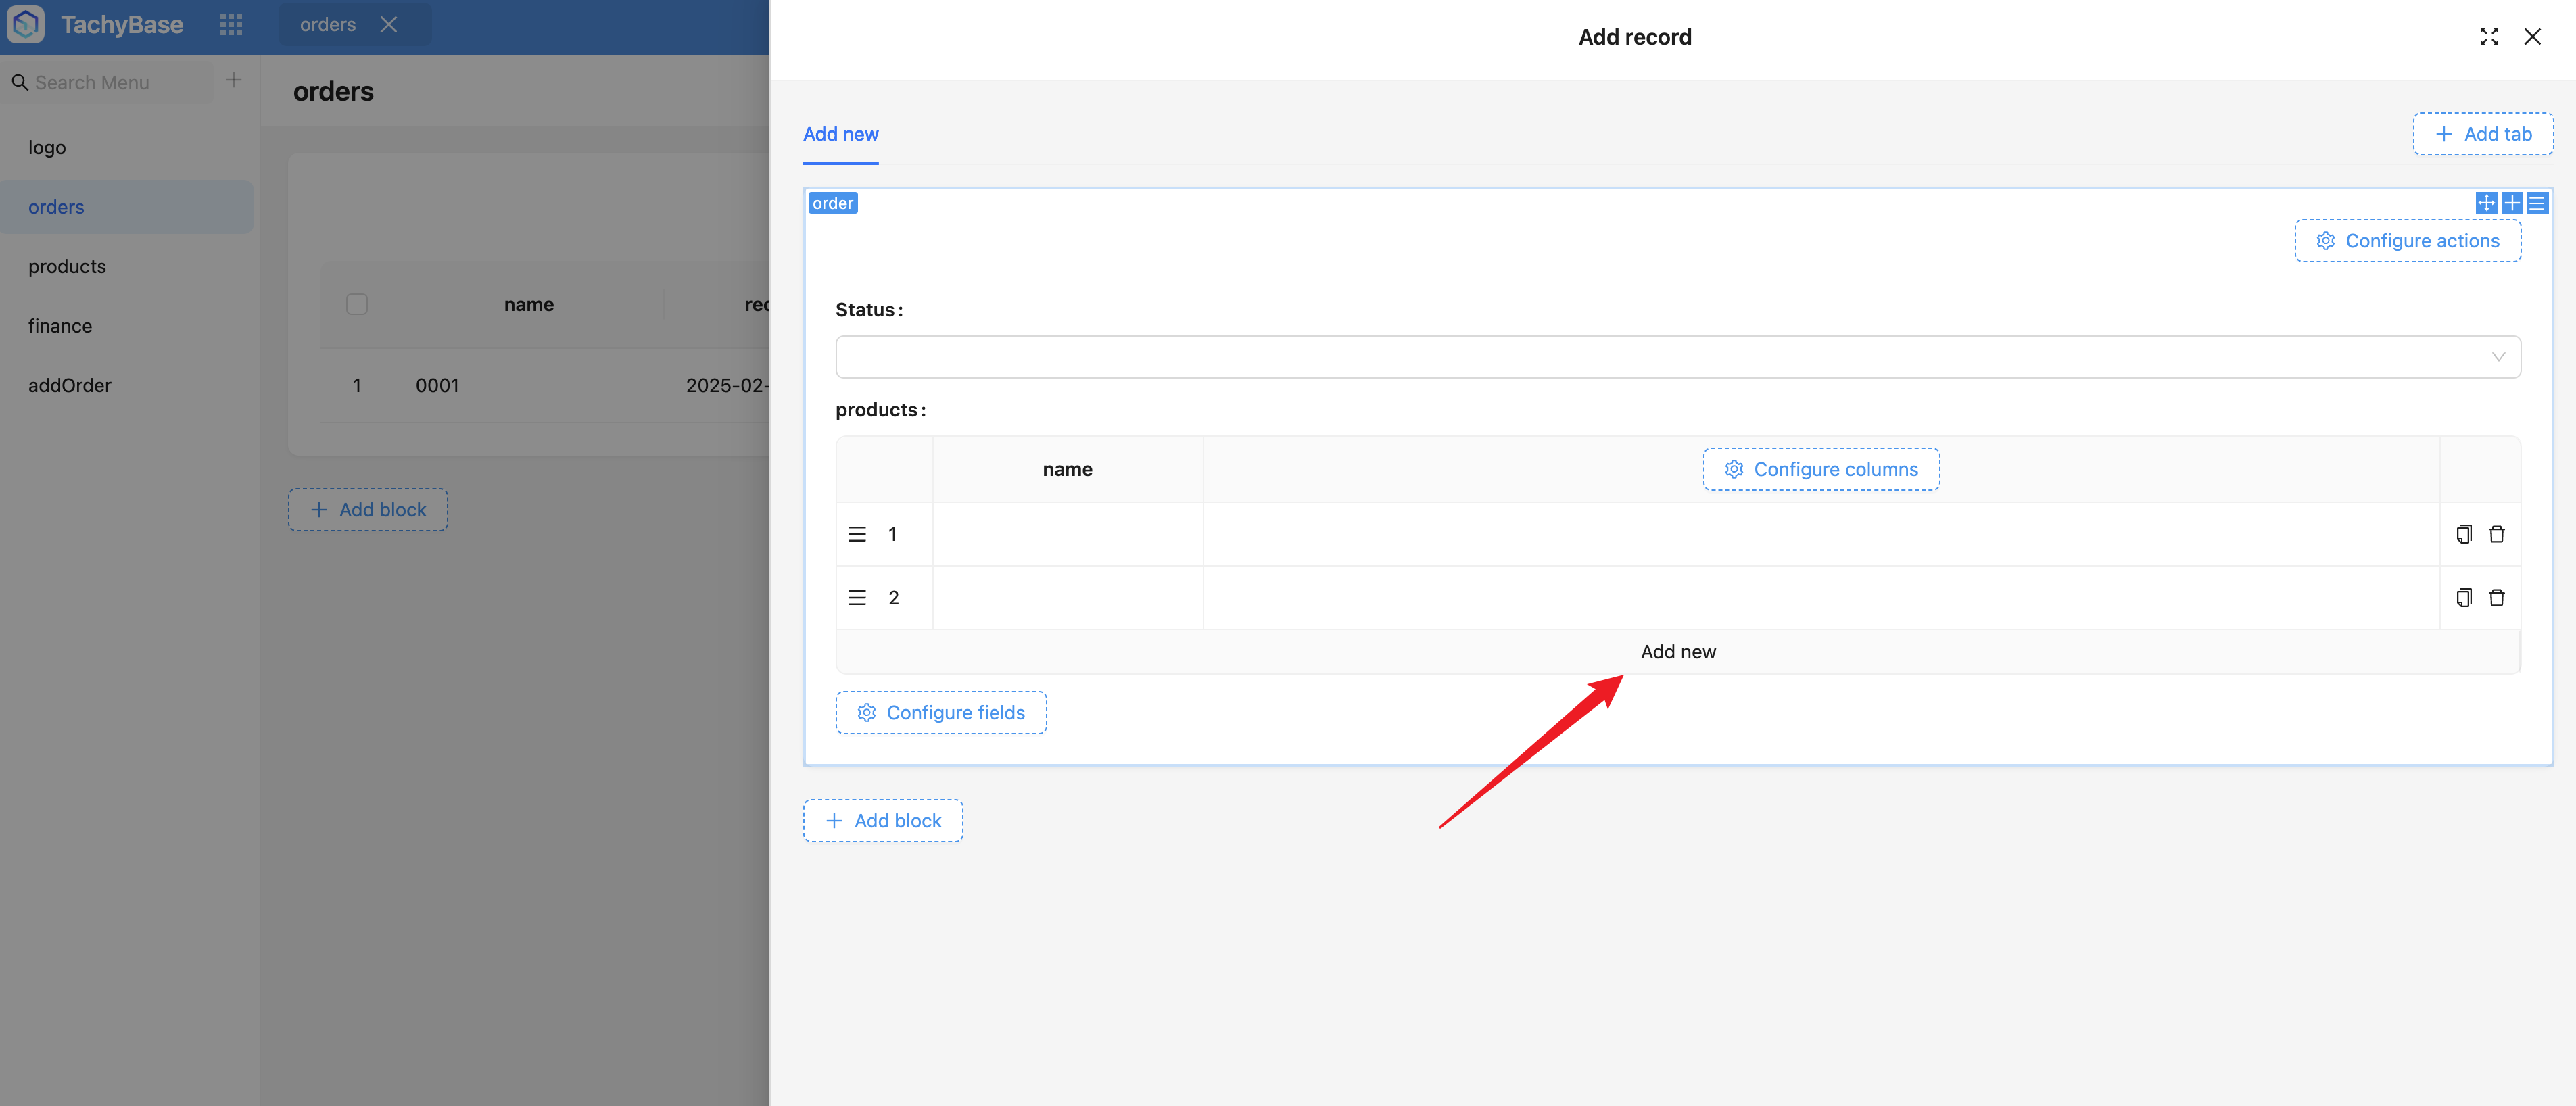 TachyBase
orders
Search Menu
logo
orders
products
finance
addOrder
orders
name
rec
1
0001
2025-02-
Add block
Add record
Add new
Add tab
order
Configure actions
Status:
products:
name
Configure columns
1
2
Add new
Configure fields
Add block